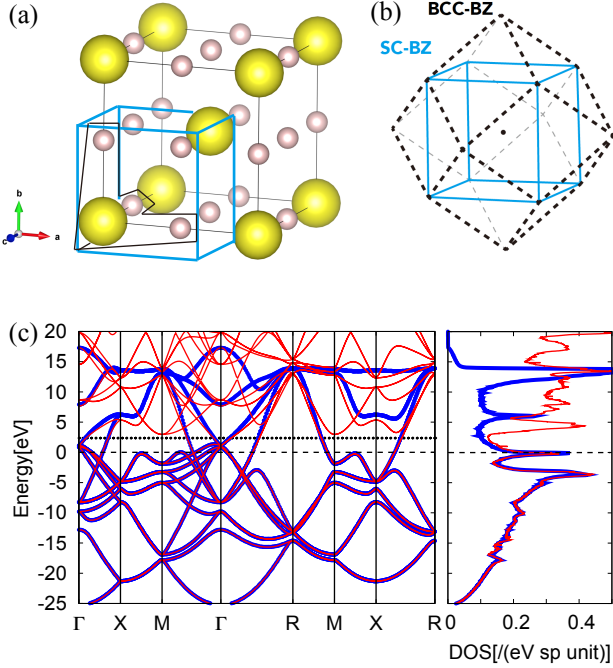 (a)
b
c
a
(b)
BCC-BZ
SC-BZ
(c)
Energy[eV]
20
15
10
5
0
-5
-10
-15
-20
-25
Γ X M Γ R M X R
0 0.2 0.4
DOS[/(eV sp unit)]